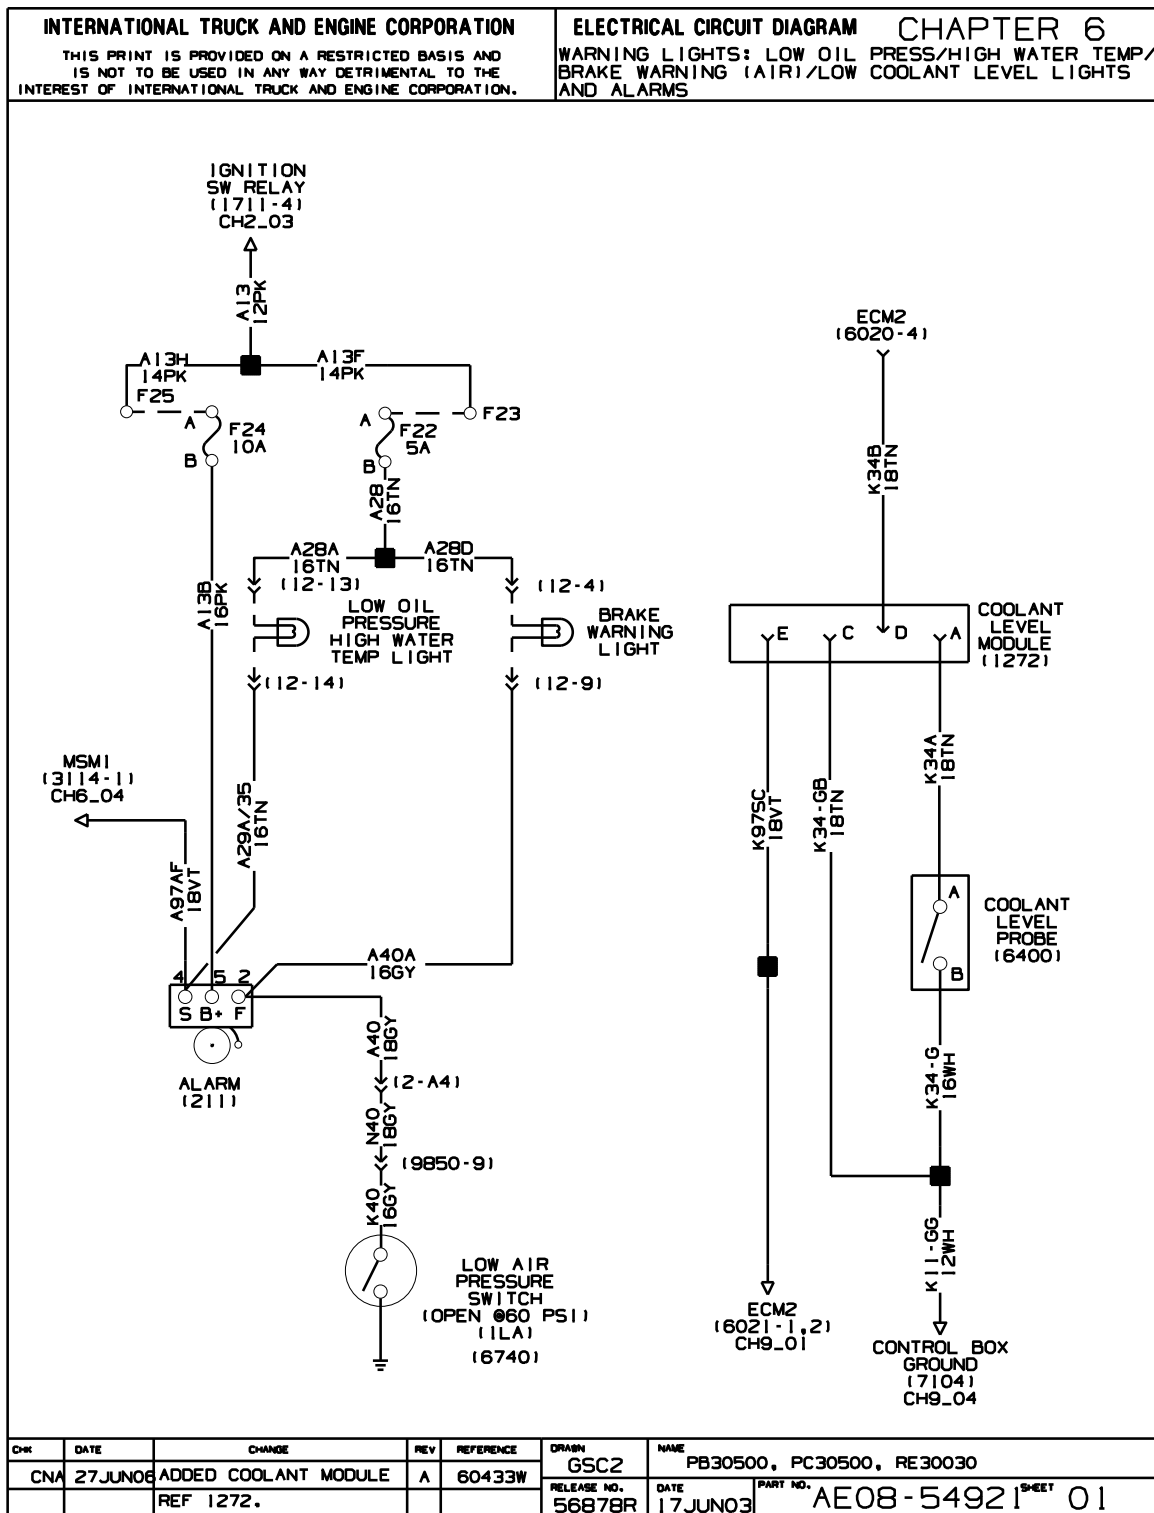 INTERNATIONAL TRUCK AND ENGINE CORPORATION
THIS PRINT IS PROVIDED ON A RESTRICTED BASIS AND
IS NOT TO BE USED IN ANY WAY DETRIMENTAL TO THE
INTEREST OF INTERNATIONAL TRUCK AND ENGINE CORPORATION.
ELECTRICAL CIRCUIT DIAGRAM CHAPTER 6
WARNING LIGHTS: LOW OIL PRESS/HIGH WATER TEMP/
BRAKE WARNING (AIR)/LOW COOLANT LEVEL LIGHTS
AND ALARMS
IGNITION
SW RELAY
(1711-4)
CH2_03
A13
12PK
A13H
14PK
A13F
14PK
F25
A
F24
10A
B
A
F22
5A
B
F23
A28
16TN
A28A
16TN
A28D
16TN
(12-13)
(12-4)
A13B
16PK
LOW OIL
PRESSURE
HIGH WATER
TEMP LIGHT
BRAKE
WARNING
LIGHT
(12-14)
(12-9)
MSM1
(3114-1)
CH6_04
A97AF
18VT
A29A/35
16TN
A40A
16GY
4 5 2
S B+ F
ALARM
(211)
A40
18GY
(2-A4)
N40
18GY
(9850-9)
K40
16GY
LOW AIR
PRESSURE
SWITCH
(OPEN @60 PSI)
(1LA)
(6740)
ECM2
(6020-4)
K34B
18TN
E C D A
COOLANT
LEVEL
MODULE
(1272)
K97SC
18VT
K34-GB
18TN
K34A
18TN
A
B
COOLANT
LEVEL
PROBE
(6400)
K34-G
16WH
K11-GG
12WH
ECM2
(6021-1,2)
CH9_01
CONTROL BOX
GROUND
(7104)
CH9_04
CHK DATE CHANGE REV REFERENCE
CNA 27JUN06 ADDED COOLANT MODULE A 60433W
REF 1272.
DRAWN
GSC2
NAME
PB30500, PC30500, RE30030
RELEASE NO.
56878R
DATE
17JUN03
PART NO. AE08-54921 SHEET 01